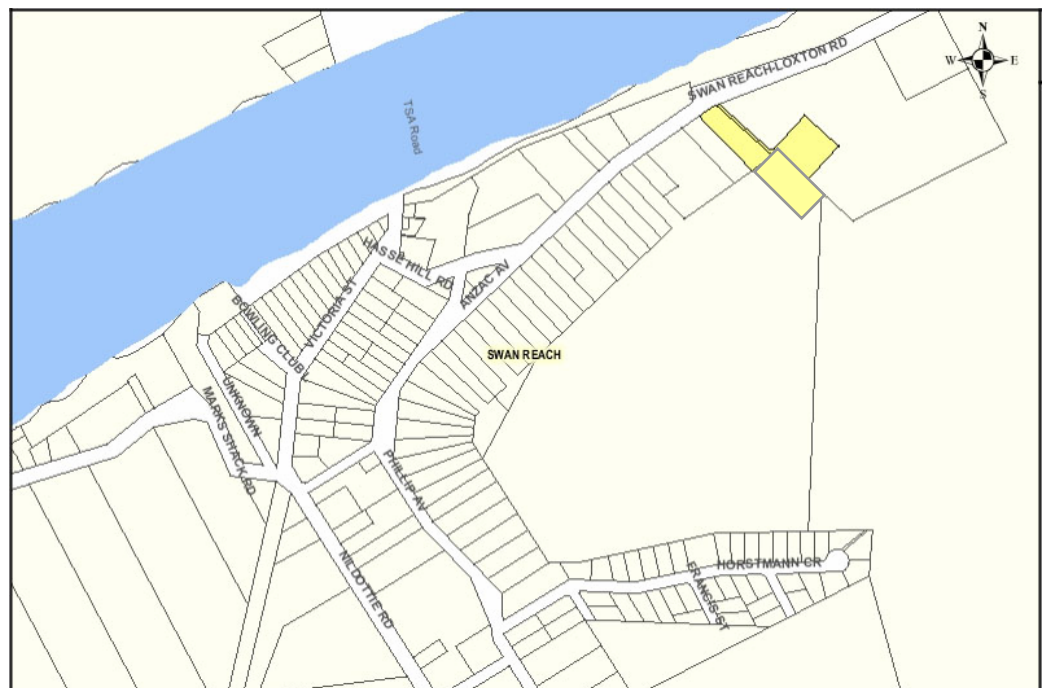 N
W E
S
SWAN REACH-LOXTON RD
TSA Road
HASSE HILL RD
ANZAC AV
VICTORIA ST
BOWLING CLUB L
SWAN REACH
UNKNOWN
MARKS SHACK RD
PHILLIP AV
NILDOTTIE RD
HORSTMANN CR
FRANCIS ST